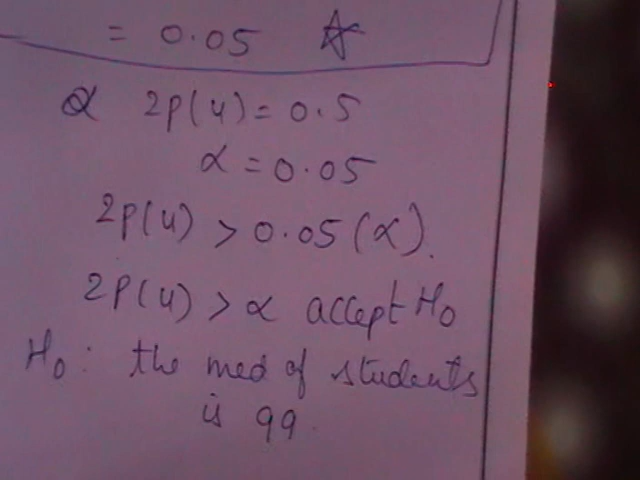 = 0.05
α 2p(u) = 0.5
α = 0.05
2p(u) > 0.05 (α).
2p(u) > α accept H₀
H₀: the med of students
is 99.